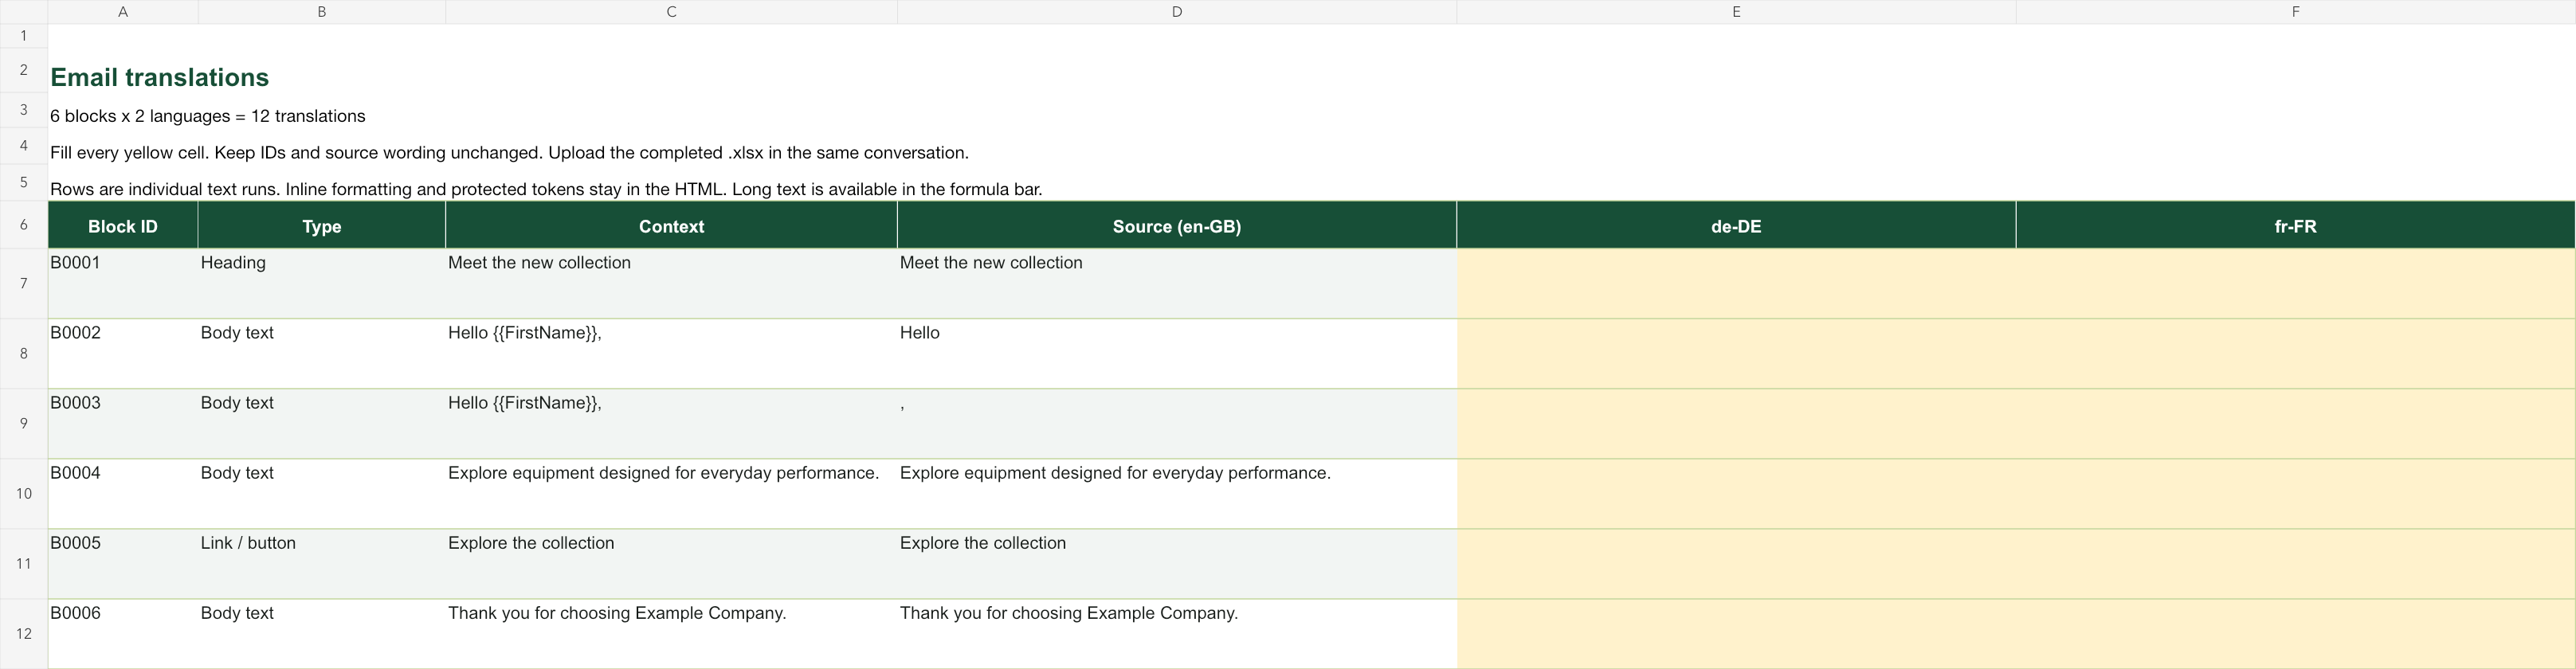 A B C D E F
1
2 Email translations
3 6 blocks x 2 languages = 12 translations
4 Fill every yellow cell. Keep IDs and source wording unchanged. Upload the completed .xlsx in the same conversation.
5 Rows are individual text runs. Inline formatting and protected tokens stay in the HTML. Long text is available in the formula bar.
6 Block ID Type Context Source (en-GB) de-DE fr-FR
7 B0001 Heading Meet the new collection Meet the new collection
8 B0002 Body text Hello {{FirstName}}, Hello
9 B0003 Body text Hello {{FirstName}}, ,
10 B0004 Body text Explore equipment designed for everyday performance. Explore equipment designed for everyday performance.
11 B0005 Link / button Explore the collection Explore the collection
12 B0006 Body text Thank you for choosing Example Company. Thank you for choosing Example Company.